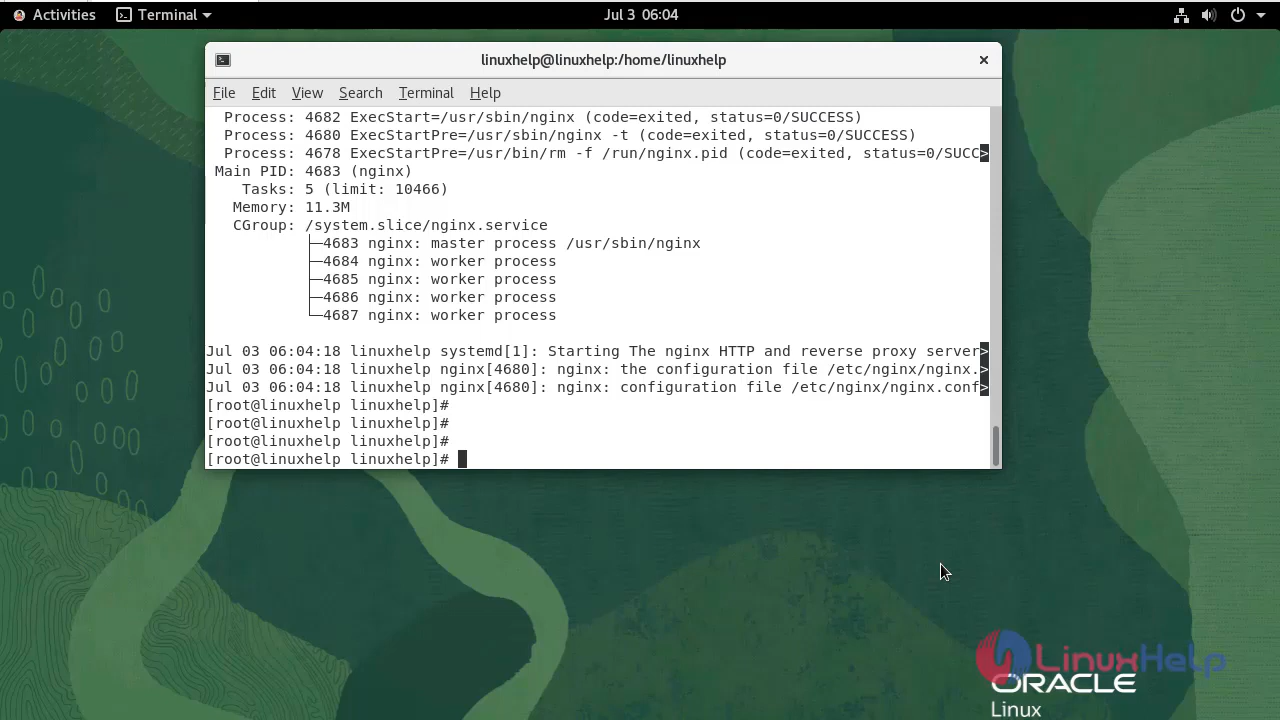 Activities Terminal Jul 3 06:04
linuxhelp@linuxhelp:/home/linuxhelp
File Edit View Search Terminal Help
Process: 4682 ExecStart=/usr/sbin/nginx (code=exited, status=0/SUCCESS)
Process: 4680 ExecStartPre=/usr/sbin/nginx -t (code=exited, status=0/SUCCESS)
Process: 4678 ExecStartPre=/usr/bin/rm -f /run/nginx.pid (code=exited, status=0/SUCC>
Main PID: 4683 (nginx)
Tasks: 5 (limit: 10466)
Memory: 11.3M
CGroup: /system.slice/nginx.service
├─4683 nginx: master process /usr/sbin/nginx
├─4684 nginx: worker process
├─4685 nginx: worker process
├─4686 nginx: worker process
└─4687 nginx: worker process
Jul 03 06:04:18 linuxhelp systemd[1]: Starting The nginx HTTP and reverse proxy server>
Jul 03 06:04:18 linuxhelp nginx[4680]: nginx: the configuration file /etc/nginx/nginx.>
Jul 03 06:04:18 linuxhelp nginx[4680]: nginx: configuration file /etc/nginx/nginx.conf>
[root@linuxhelp linuxhelp]#
[root@linuxhelp linuxhelp]#
[root@linuxhelp linuxhelp]#
[root@linuxhelp linuxhelp]#
LinuxHelp
ORACLE
Linux